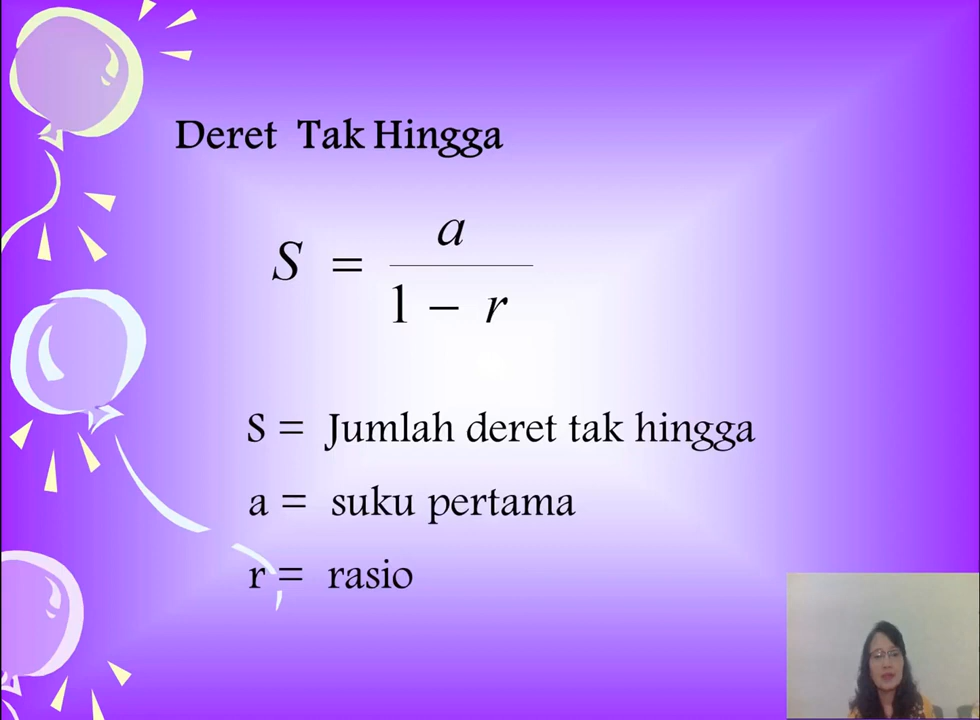 Deret Tak Hingga
S = a / (1 − r)
S = Jumlah deret tak hingga
a = suku pertama
r = rasio